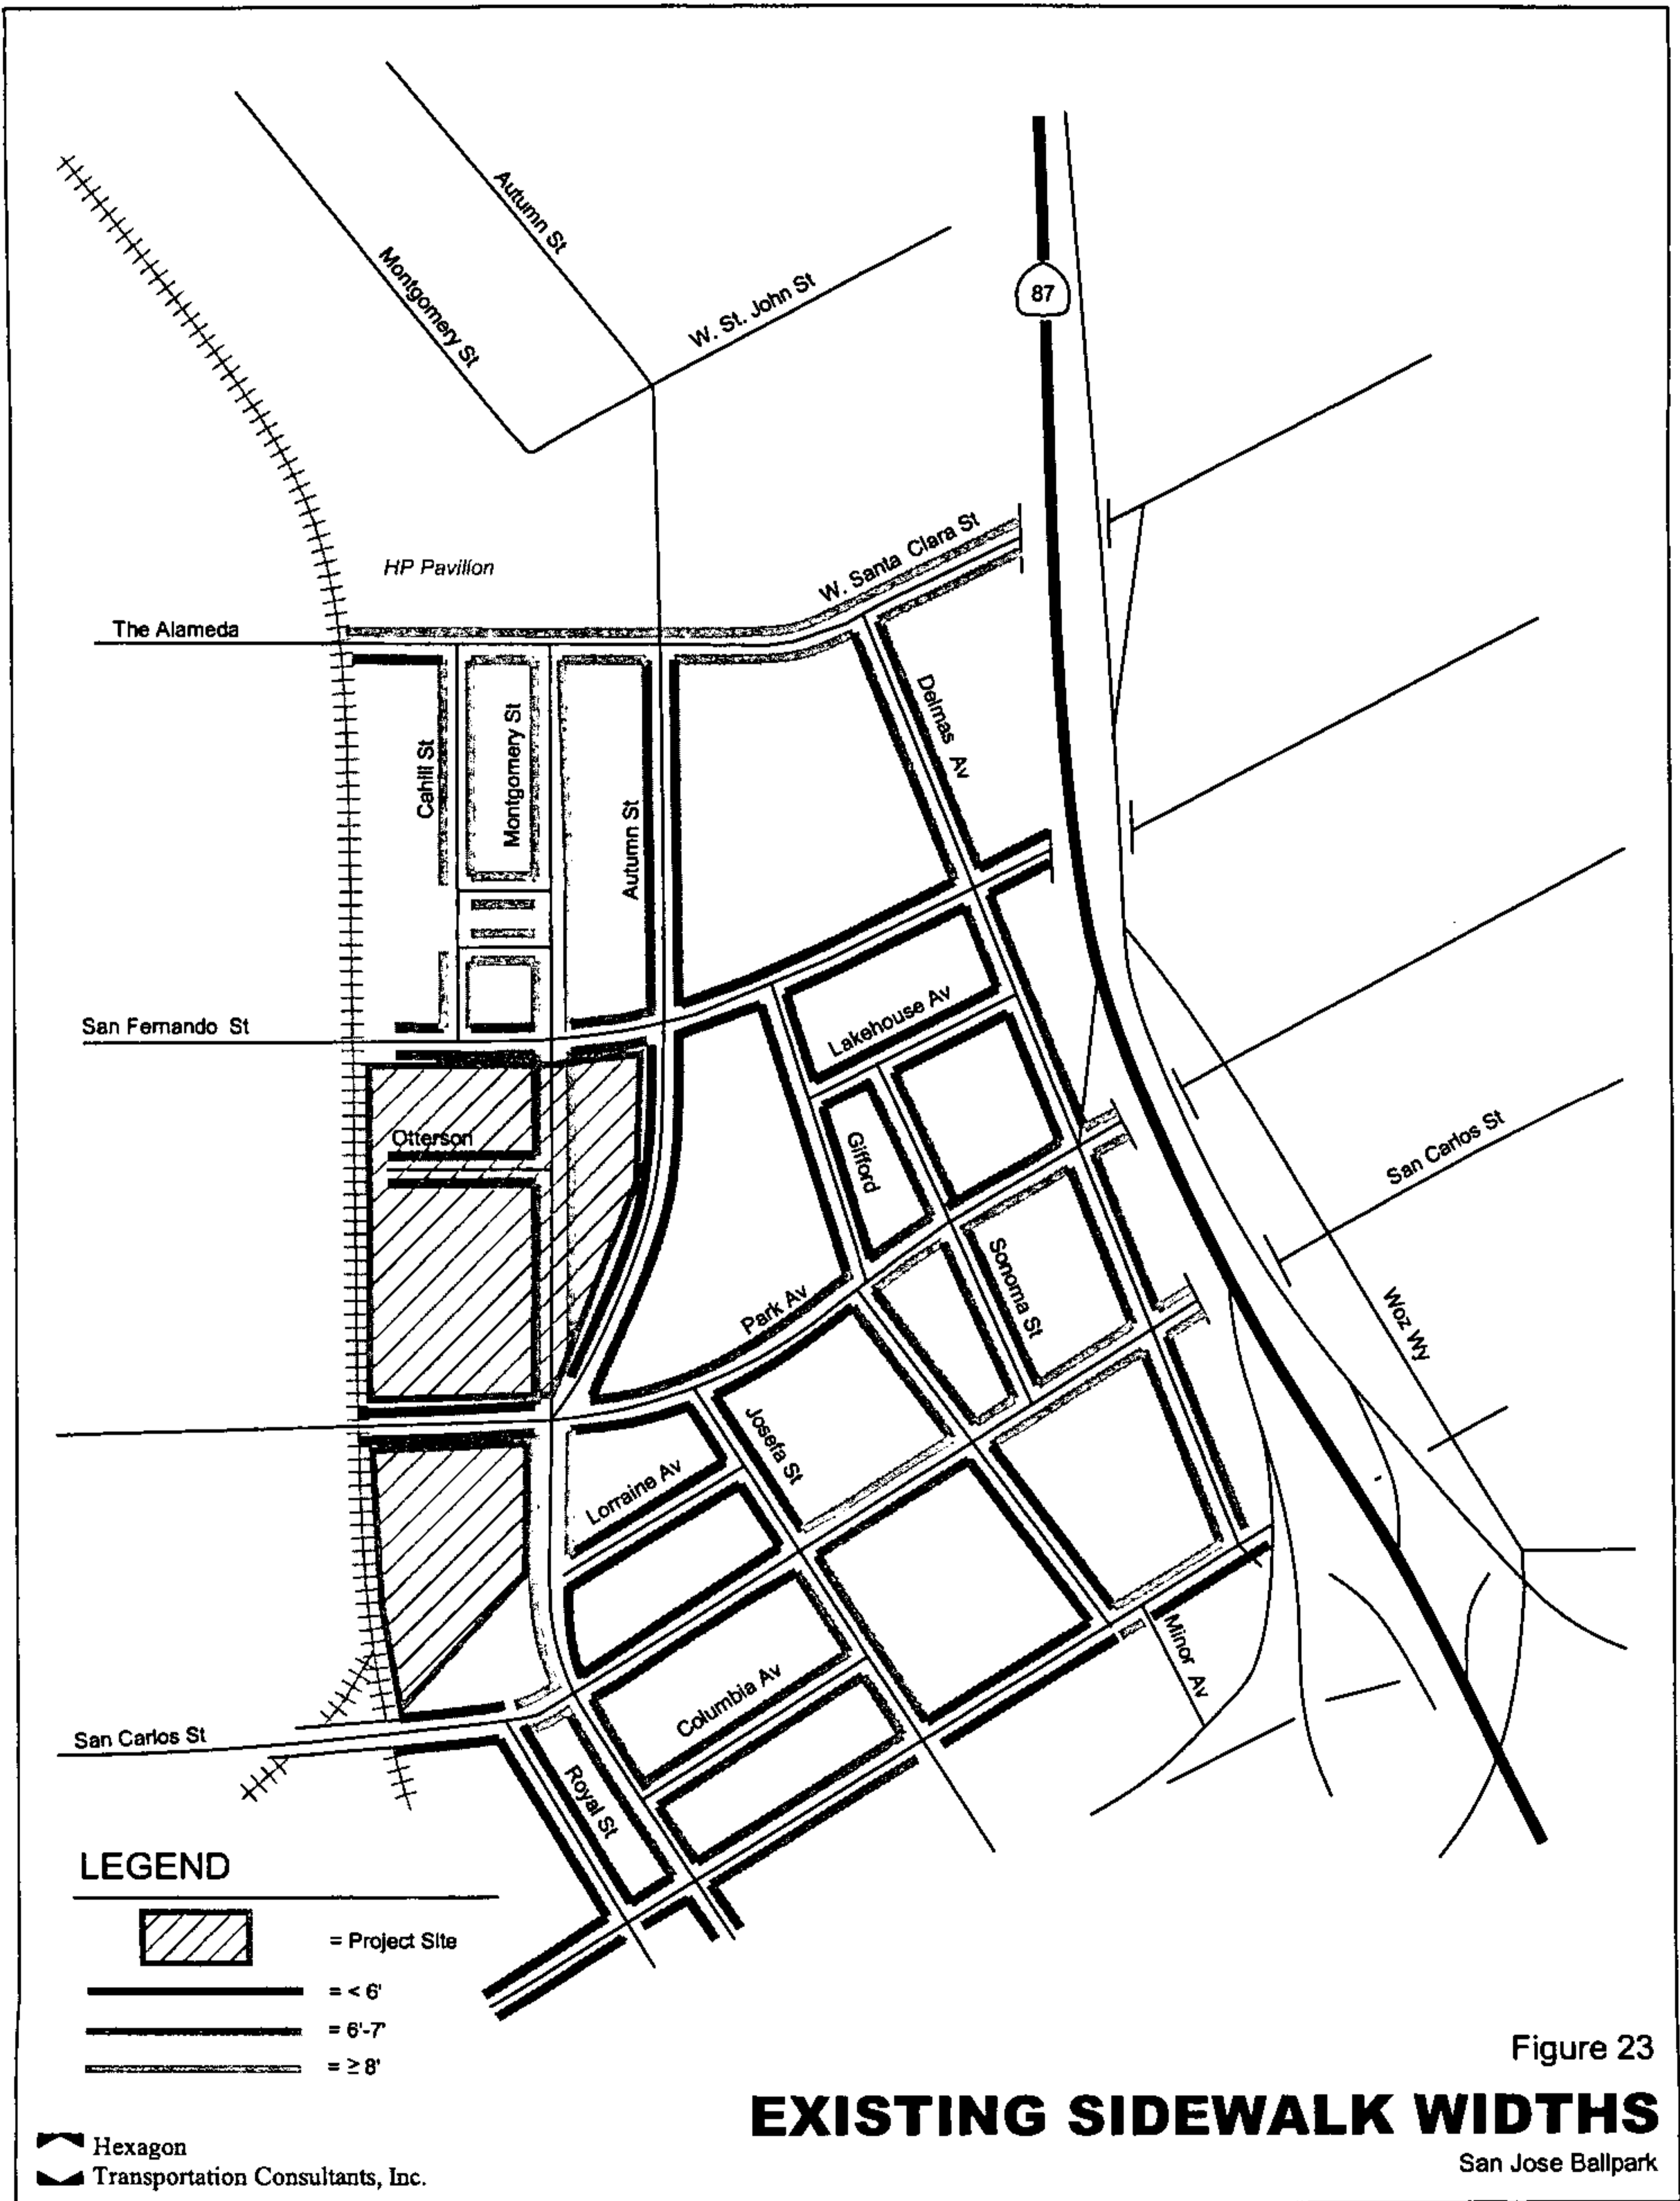 Autumn St
Montgomery St
W. St. John St
87
HP Pavilion
W. Santa Clara St
The Alameda
Delmas Av
Cahill St
Montgomery St
Autumn St
San Fernando St
Lakehouse Av
Otterson
Gifford
San Carlos St
Sonoma St
Park Av
Woz Wy
Josefa St
Lorraine Av
Minor Av
Columbia Av
San Carlos St
Royal St
LEGEND
= Project Site
= < 6'
= 6'-7'
= ≥ 8'
Figure 23
EXISTING SIDEWALK WIDTHS
San Jose Ballpark
Hexagon
Transportation Consultants, Inc.